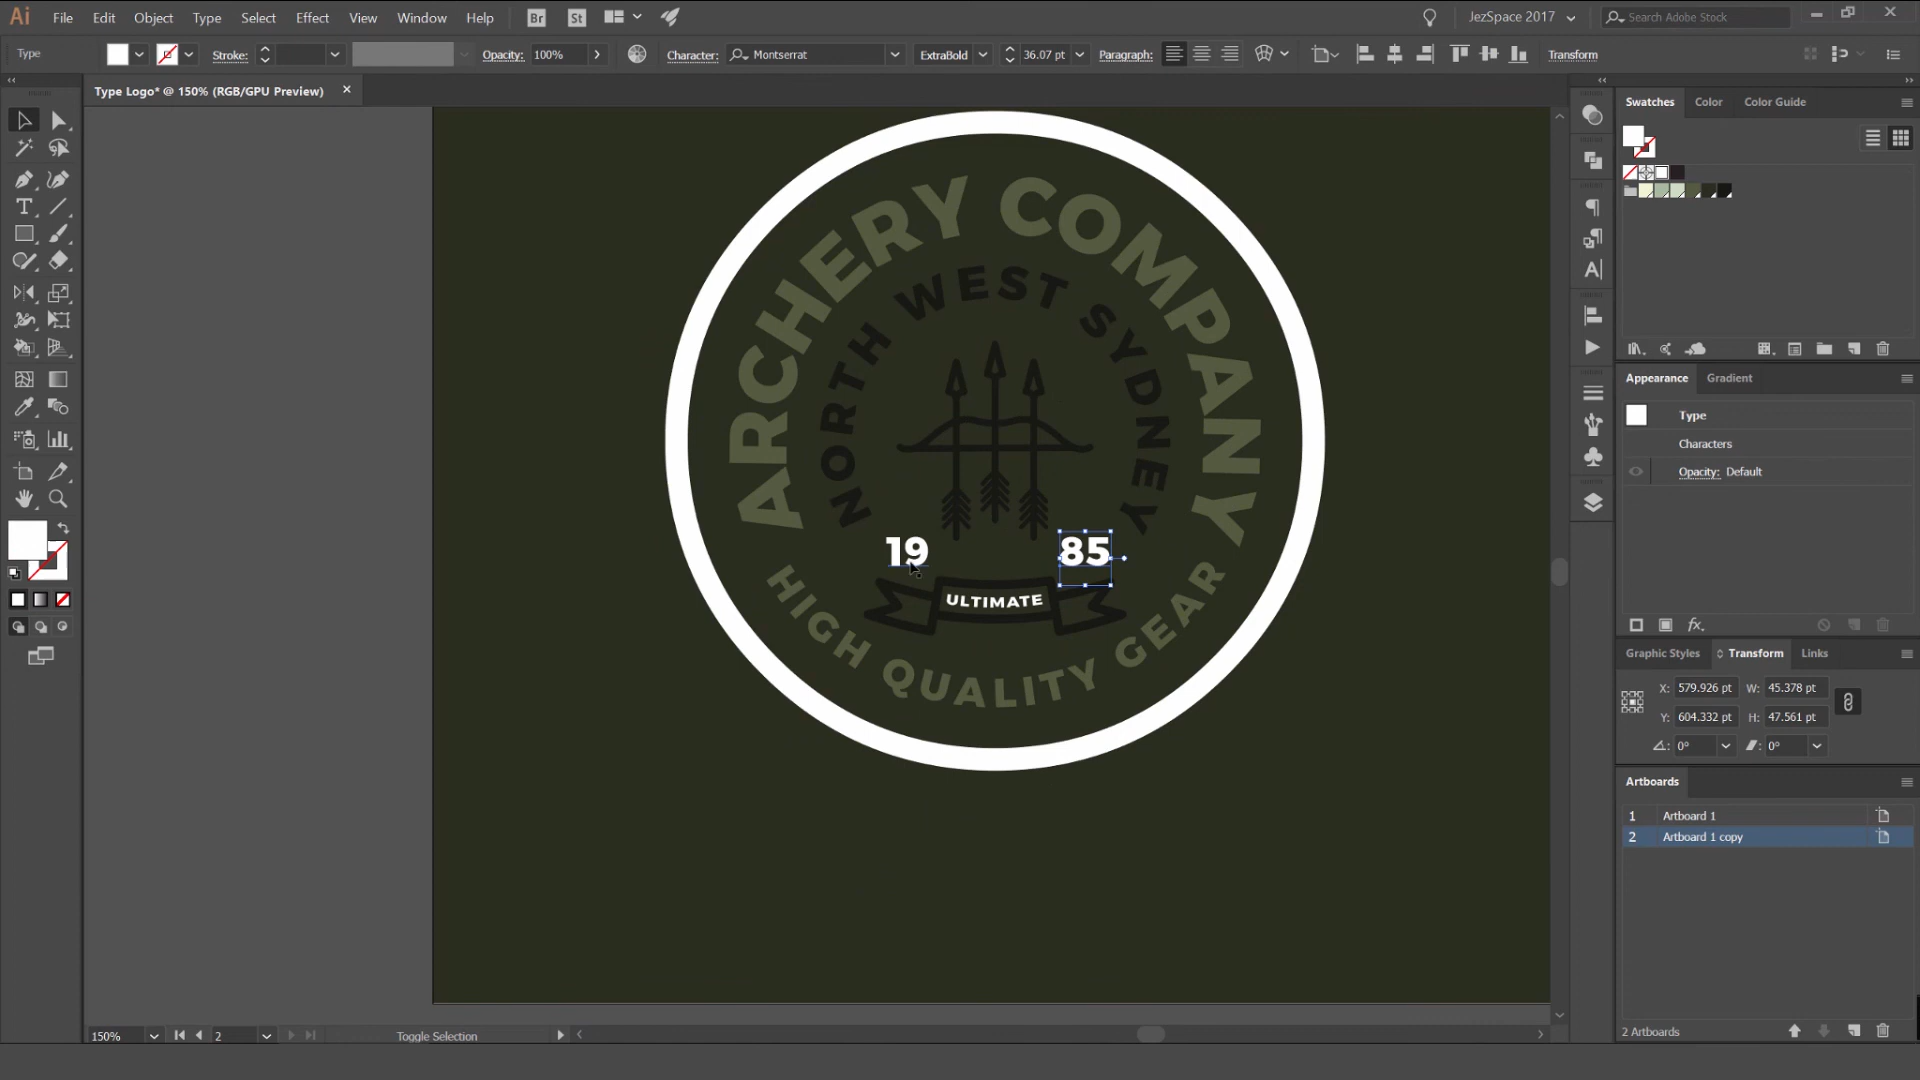 Ai File Edit Object Type Select Effect View Window Help Br St JezSpace 2017 Search Adobe Stock
Type Stroke: Opacity: 100% Character: Montserrat ExtraBold 36.07 pt Paragraph: Transform
Type Logo* @ 150% (RGB/GPU Preview)
ARCHERY COMPANY
NORTH WEST SYDNEY
19 85
ULTIMATE
HIGH QUALITY GEAR
Swatches Color Color Guide
Appearance Gradient
Type
Characters
Opacity: Default
fx.
Graphic Styles Transform Links
X: 579.926 pt W: 45.378 pt
Y: 604.332 pt H: 47.561 pt
0° 0°
Artboards
1 Artboard 1
2 Artboard 1 copy
2 Artboards
150% 2 Toggle Selection